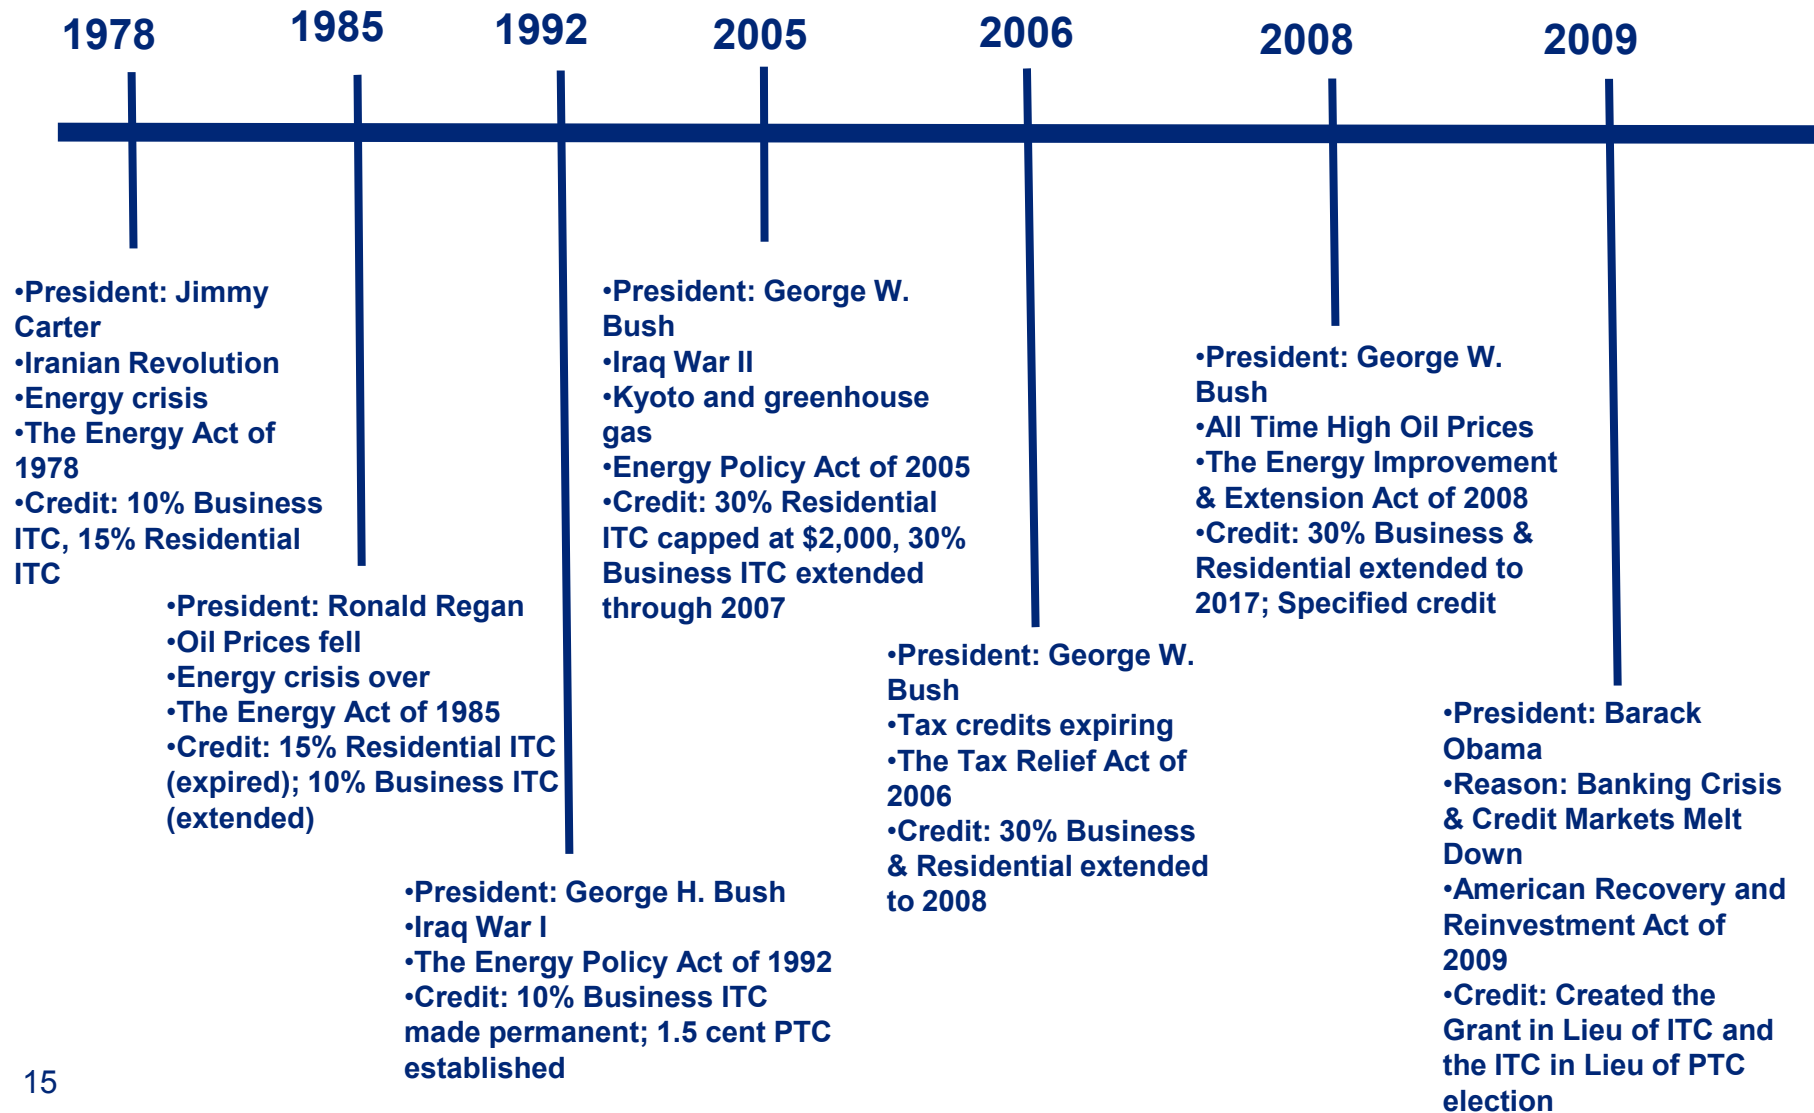 1978
1985
1992
2005
2006
2008
2009
•President: Jimmy
Carter
•Iranian Revolution
•Energy crisis
•The Energy Act of
1978
•Credit: 10% Business
ITC, 15% Residential
ITC
•President: Ronald Regan
•Oil Prices fell
•Energy crisis over
•The Energy Act of 1985
•Credit: 15% Residential ITC
(expired); 10% Business ITC
(extended)
•President: George H. Bush
•Iraq War I
•The Energy Policy Act of 1992
•Credit: 10% Business ITC
made permanent; 1.5 cent PTC
established
•President: George W.
Bush
•Iraq War II
•Kyoto and greenhouse
gas
•Energy Policy Act of 2005
•Credit: 30% Residential
ITC capped at $2,000, 30%
Business ITC extended
through 2007
•President: George W.
Bush
•Tax credits expiring
•The Tax Relief Act of
2006
•Credit: 30% Business
& Residential extended
to 2008
•President: George W.
Bush
•All Time High Oil Prices
•The Energy Improvement
& Extension Act of 2008
•Credit: 30% Business &
Residential extended to
2017; Specified credit
•President: Barack
Obama
•Reason: Banking Crisis
& Credit Markets Melt
Down
•American Recovery and
Reinvestment Act of
2009
•Credit: Created the
Grant in Lieu of ITC and
the ITC in Lieu of PTC
election
15